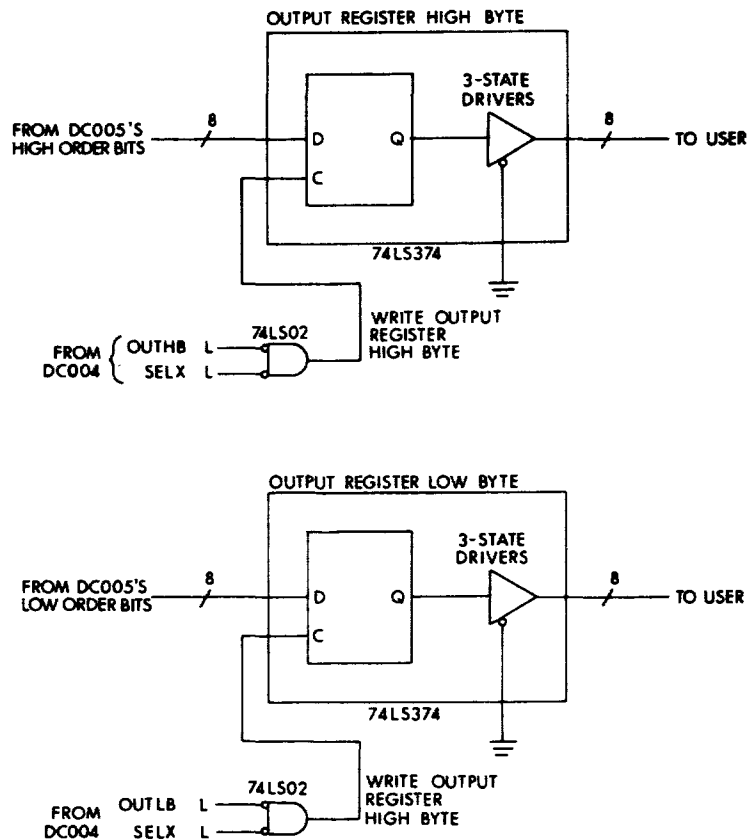 OUTPUT REGISTER HIGH BYTE
3-STATE
DRIVERS
8
8
FROM DC005'S
HIGH ORDER BITS
D
Q
TO USER
C
74LS374
74LS02
WRITE OUTPUT
REGISTER
HIGH BYTE
FROM
DC004
OUTHB L
SELX L
OUTPUT REGISTER LOW BYTE
3-STATE
DRIVERS
8
8
FROM DC005'S
LOW ORDER BITS
D
Q
TO USER
C
74LS374
74LS02
WRITE OUTPUT
REGISTER
HIGH BYTE
FROM
DC004
OUTLB L
SELX L